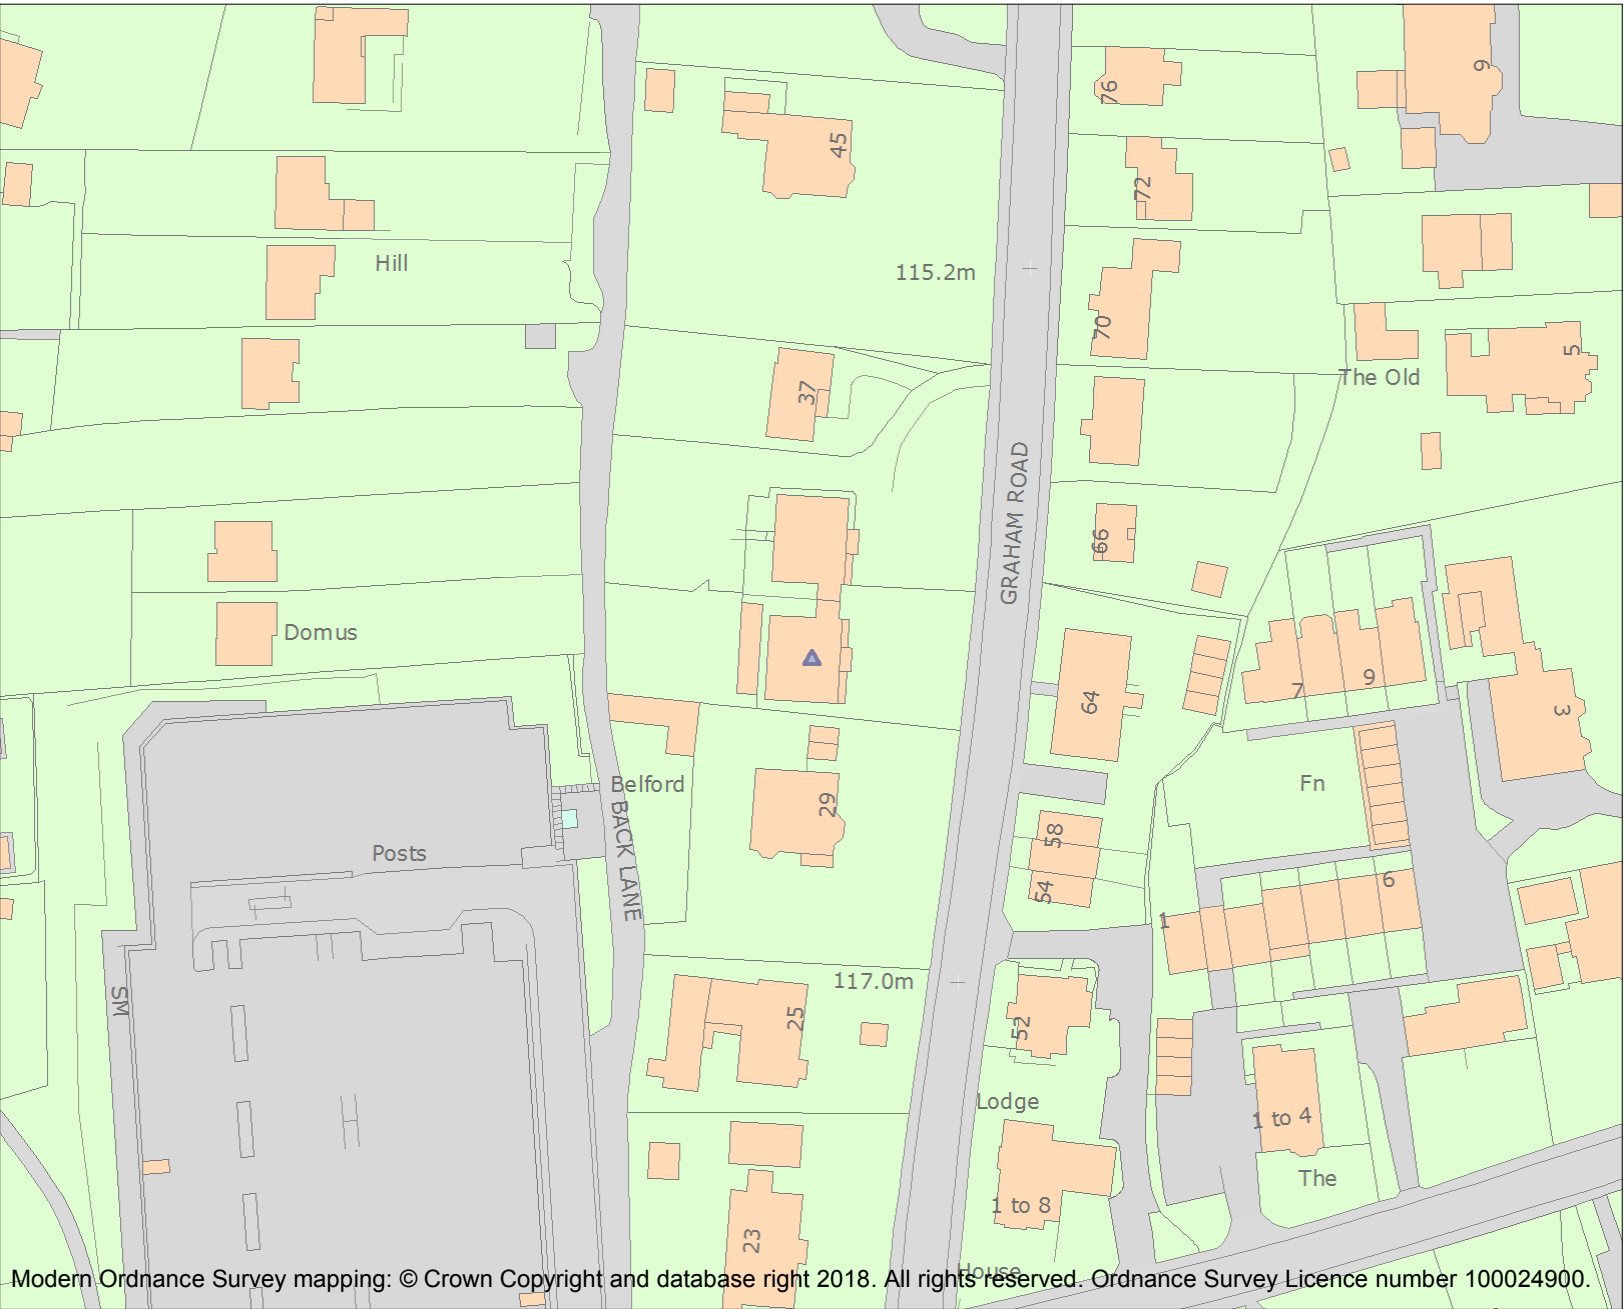 9
76
45
72
Hill
115.2m
70
5
The Old
37
GRAHAM ROAD
66
Domus
7
9
64
3
Belford
29
Fn
BACK LANE
58
Posts
54
6
1
117.0m
SM
25
52
Lodge
1 to 4
The
1 to 8
23
House
Modern Ordnance Survey mapping: © Crown Copyright and database right 2018. All rights reserved. Ordnance Survey Licence number 100024900.